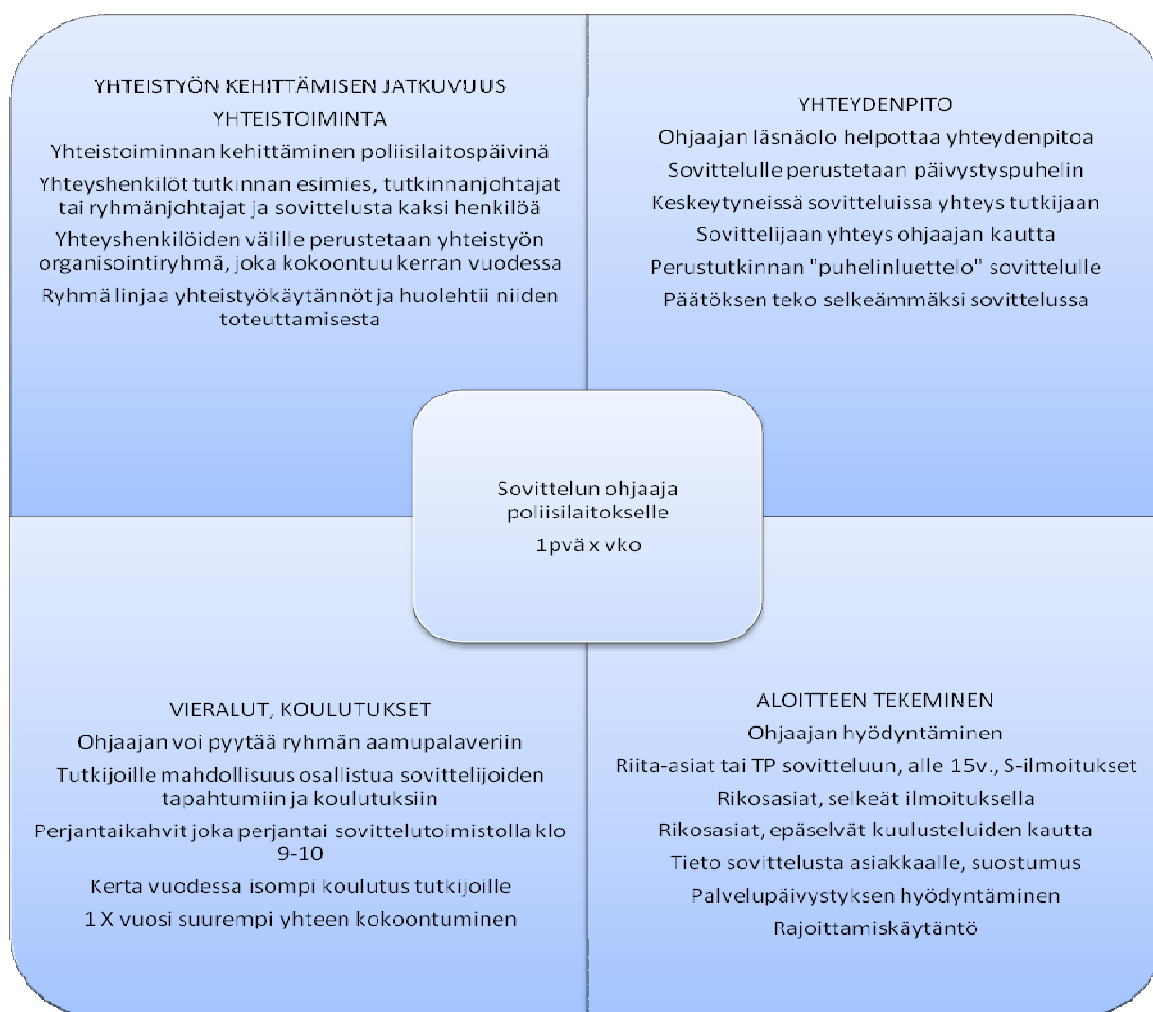 YHTEISTYÖN KEHITTÄMISEN JATKUVUUS
YHTEISTOIMINTA
Yhteistoiminnan kehittäminen poliisilaitospäivinä
Yhteyshenkilöt tutkinnan esimies, tutkinnanjohtajat
tai ryhmänjohtajat ja sovittelusta kaksi henkilöä
Yhteyshenkilöiden välille perustetaan yhteistyön
organisointiryhmä, joka kokoontuu kerran vuodessa
Ryhmä linjaa yhteistyökäytännöt ja huolehtii niiden
toteuttamisesta
YHTEYDENPITO
Ohjaajan läsnäolo helpottaa yhteydenpitoa
Sovittelulle perustetaan päivystyspuhelin
Keskeytyneissä sovitteluissa yhteys tutkijaan
Sovittelijaan yhteys ohjaajan kautta
Perustutkinnan "puhelinluettelo" sovittelulle
Päätöksen teko selkeämmäksi sovittelussa
Sovittelun ohjaaja
poliisilaitokselle
1pvä x vko
VIERALUT, KOULUTUKSET
Ohjaajan voi pyytää ryhmän aamupalaveriin
Tutkijoille mahdollisuus osallistua sovittelijoiden
tapahtumiin ja koulutuksiin
Perjantaikahvit joka perjantai sovittelutoimistolla klo
9-10
Kerta vuodessa isompi koulutus tutkijoille
1 X vuosi suurempi yhteen kokoontuminen
ALOITTEEN TEKEMINEN
Ohjaajan hyödyntäminen
Riita-asiat tai TP sovitteluun, alle 15v., S-ilmoitukset
Rikosasiat, selkeät ilmoituksella
Rikosasiat, epäselvät kuulusteluiden kautta
Tieto sovittelusta asiakkaalle, suostumus
Palvelupäivystyksen hyödyntäminen
Rajoittamiskäytäntö